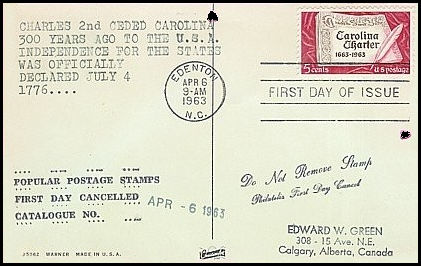 CHARLES 2nd CEDED CAROLINA
300 YEARS AGO TO THE U.S.A.
INDEPENDENCE FOR THE STATES
WAS OFFICIALLY
DECLARED JULY 4
1776....
EDENTON
APR 6
9-AM
1963
N.C.
Carolina
Charter
1663-1963
5 cents U S postage
FIRST DAY OF ISSUE
POPULAR POSTAGE STAMPS
FIRST DAY CANCELLED
CATALOGUE NO.
APR - 6 1963
Do Not Remove Stamp
Philatelic First Day Cancel
EDWARD W. GREEN
308 - 15 Ave. N.E.
Calgary, Alberta, Canada
WARNER MADE IN U.S.A.